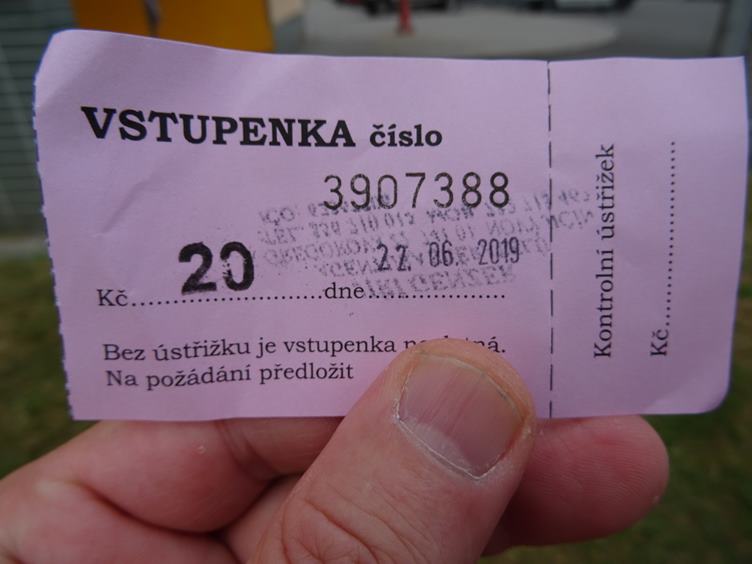 VSTUPENKA číslo
3907388
Kč 20 dne 22. 06. 2019
Bez ústřižku je vstupenka
Na požádání předložit
Kontrolní ústřižek
Kč